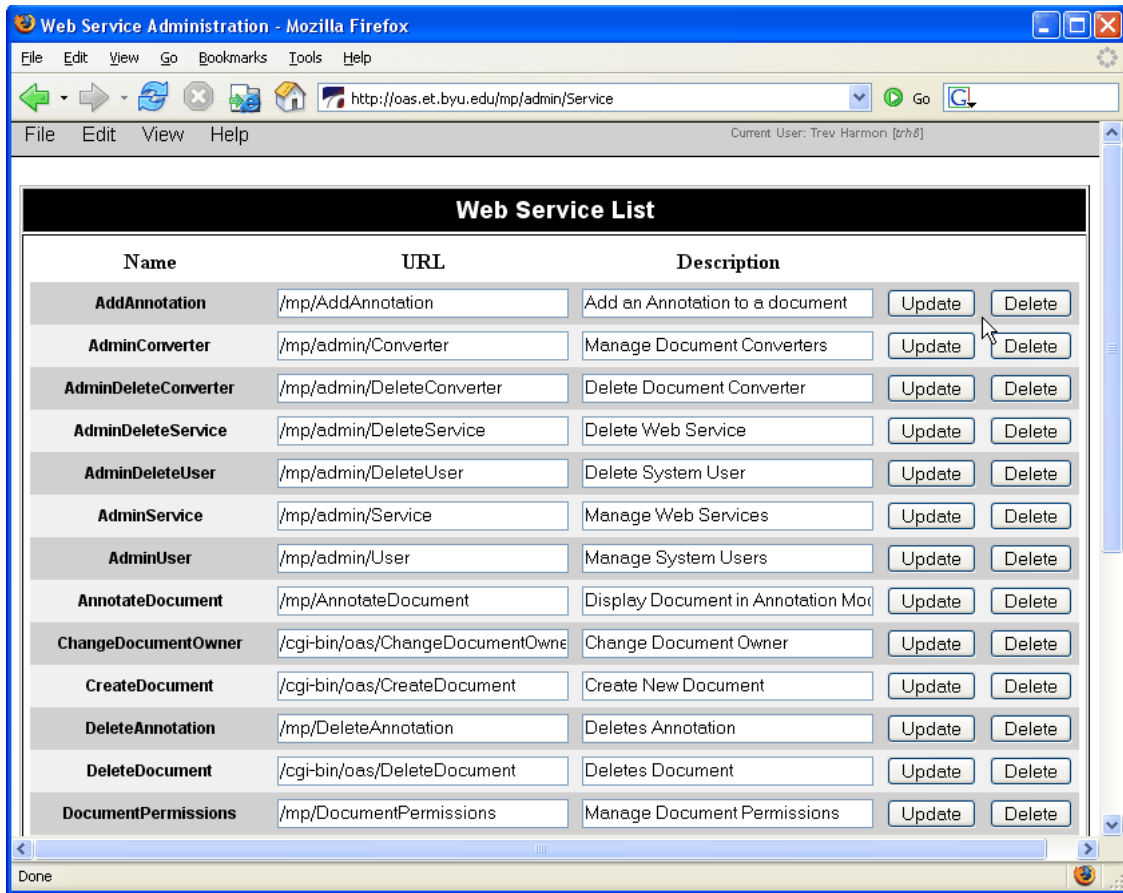 Web Service Administration - Mozilla Firefox
File Edit View Go Bookmarks Tools Help
http://oas.et.byu.edu/mp/admin/Service Go G
File Edit View Help Current User: Trev Harmon [trh8]
Web Service List
Name URL Description
AddAnnotation /mp/AddAnnotation Add an Annotation to a document Update Delete
AdminConverter /mp/admin/Converter Manage Document Converters Update Delete
AdminDeleteConverter /mp/admin/DeleteConverter Delete Document Converter Update Delete
AdminDeleteService /mp/admin/DeleteService Delete Web Service Update Delete
AdminDeleteUser /mp/admin/DeleteUser Delete System User Update Delete
AdminService /mp/admin/Service Manage Web Services Update Delete
AdminUser /mp/admin/User Manage System Users Update Delete
AnnotateDocument /mp/AnnotateDocument Display Document in Annotation Mod Update Delete
ChangeDocumentOwner /cgi-bin/oas/ChangeDocumentOwne Change Document Owner Update Delete
CreateDocument /cgi-bin/oas/CreateDocument Create New Document Update Delete
DeleteAnnotation /mp/DeleteAnnotation Deletes Annotation Update Delete
DeleteDocument /cgi-bin/oas/DeleteDocument Deletes Document Update Delete
DocumentPermissions /mp/DocumentPermissions Manage Document Permissions Update Delete
Done